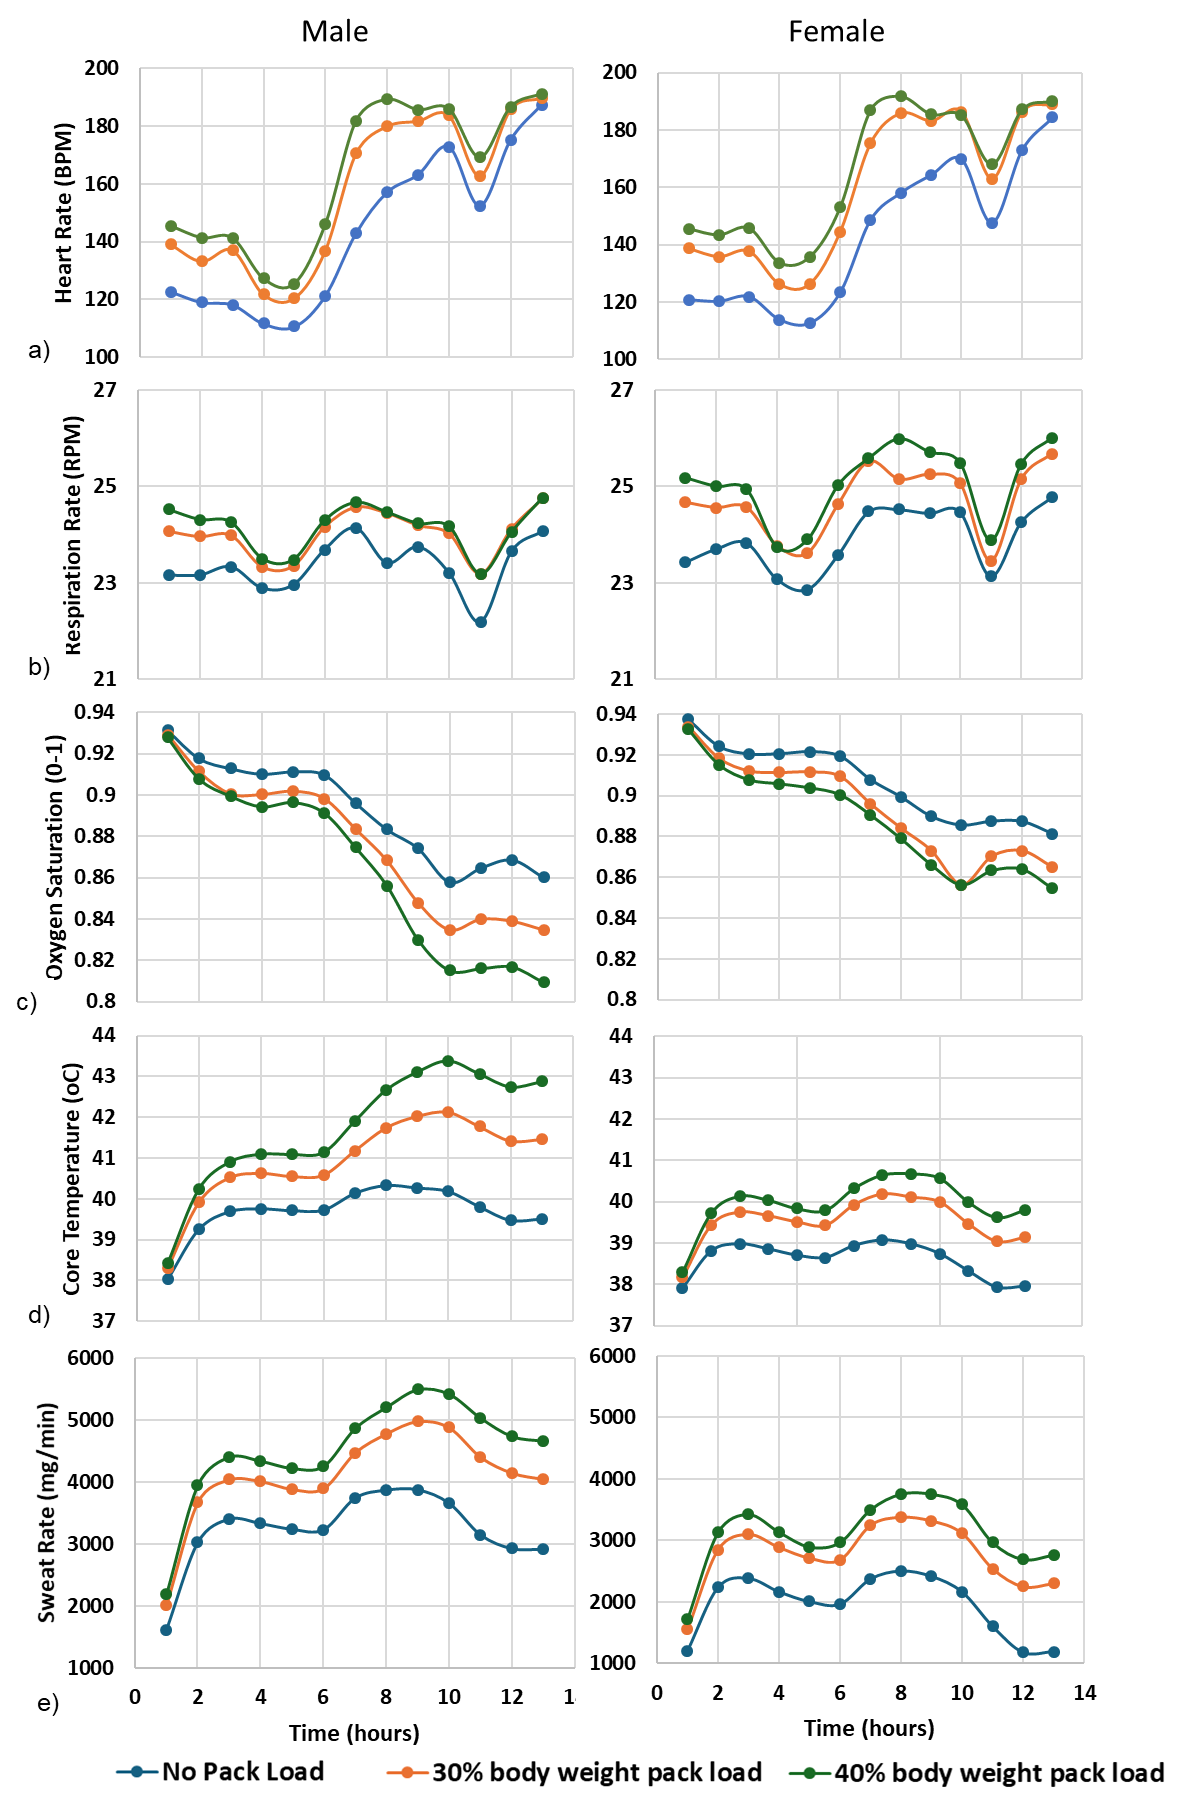 Male Female
200 200
180 180
160 160
140 140
120 120
100 100
Heart Rate (BPM)
a)
27 27
25 25
23 23
21 21
Respiration Rate (RPM)
b)
0.94 0.94
0.92 0.92
0.9 0.9
0.88 0.88
0.86 0.86
0.84 0.84
0.82 0.82
0.8 0.8
Oxygen Saturation (0-1)
c)
44 44
43 43
42 42
41 41
40 40
39 39
38 38
37 37
Core Temperature (oC)
d)
6000 6000
5000 5000
4000 4000
3000 3000
2000 2000
1000 1000
Sweat Rate (mg/min)
e)
0 2 4 6 8 10 12 0 2 4 6 8 10 12 14
Time (hours) Time (hours)
No Pack Load 30% body weight pack load 40% body weight pack load